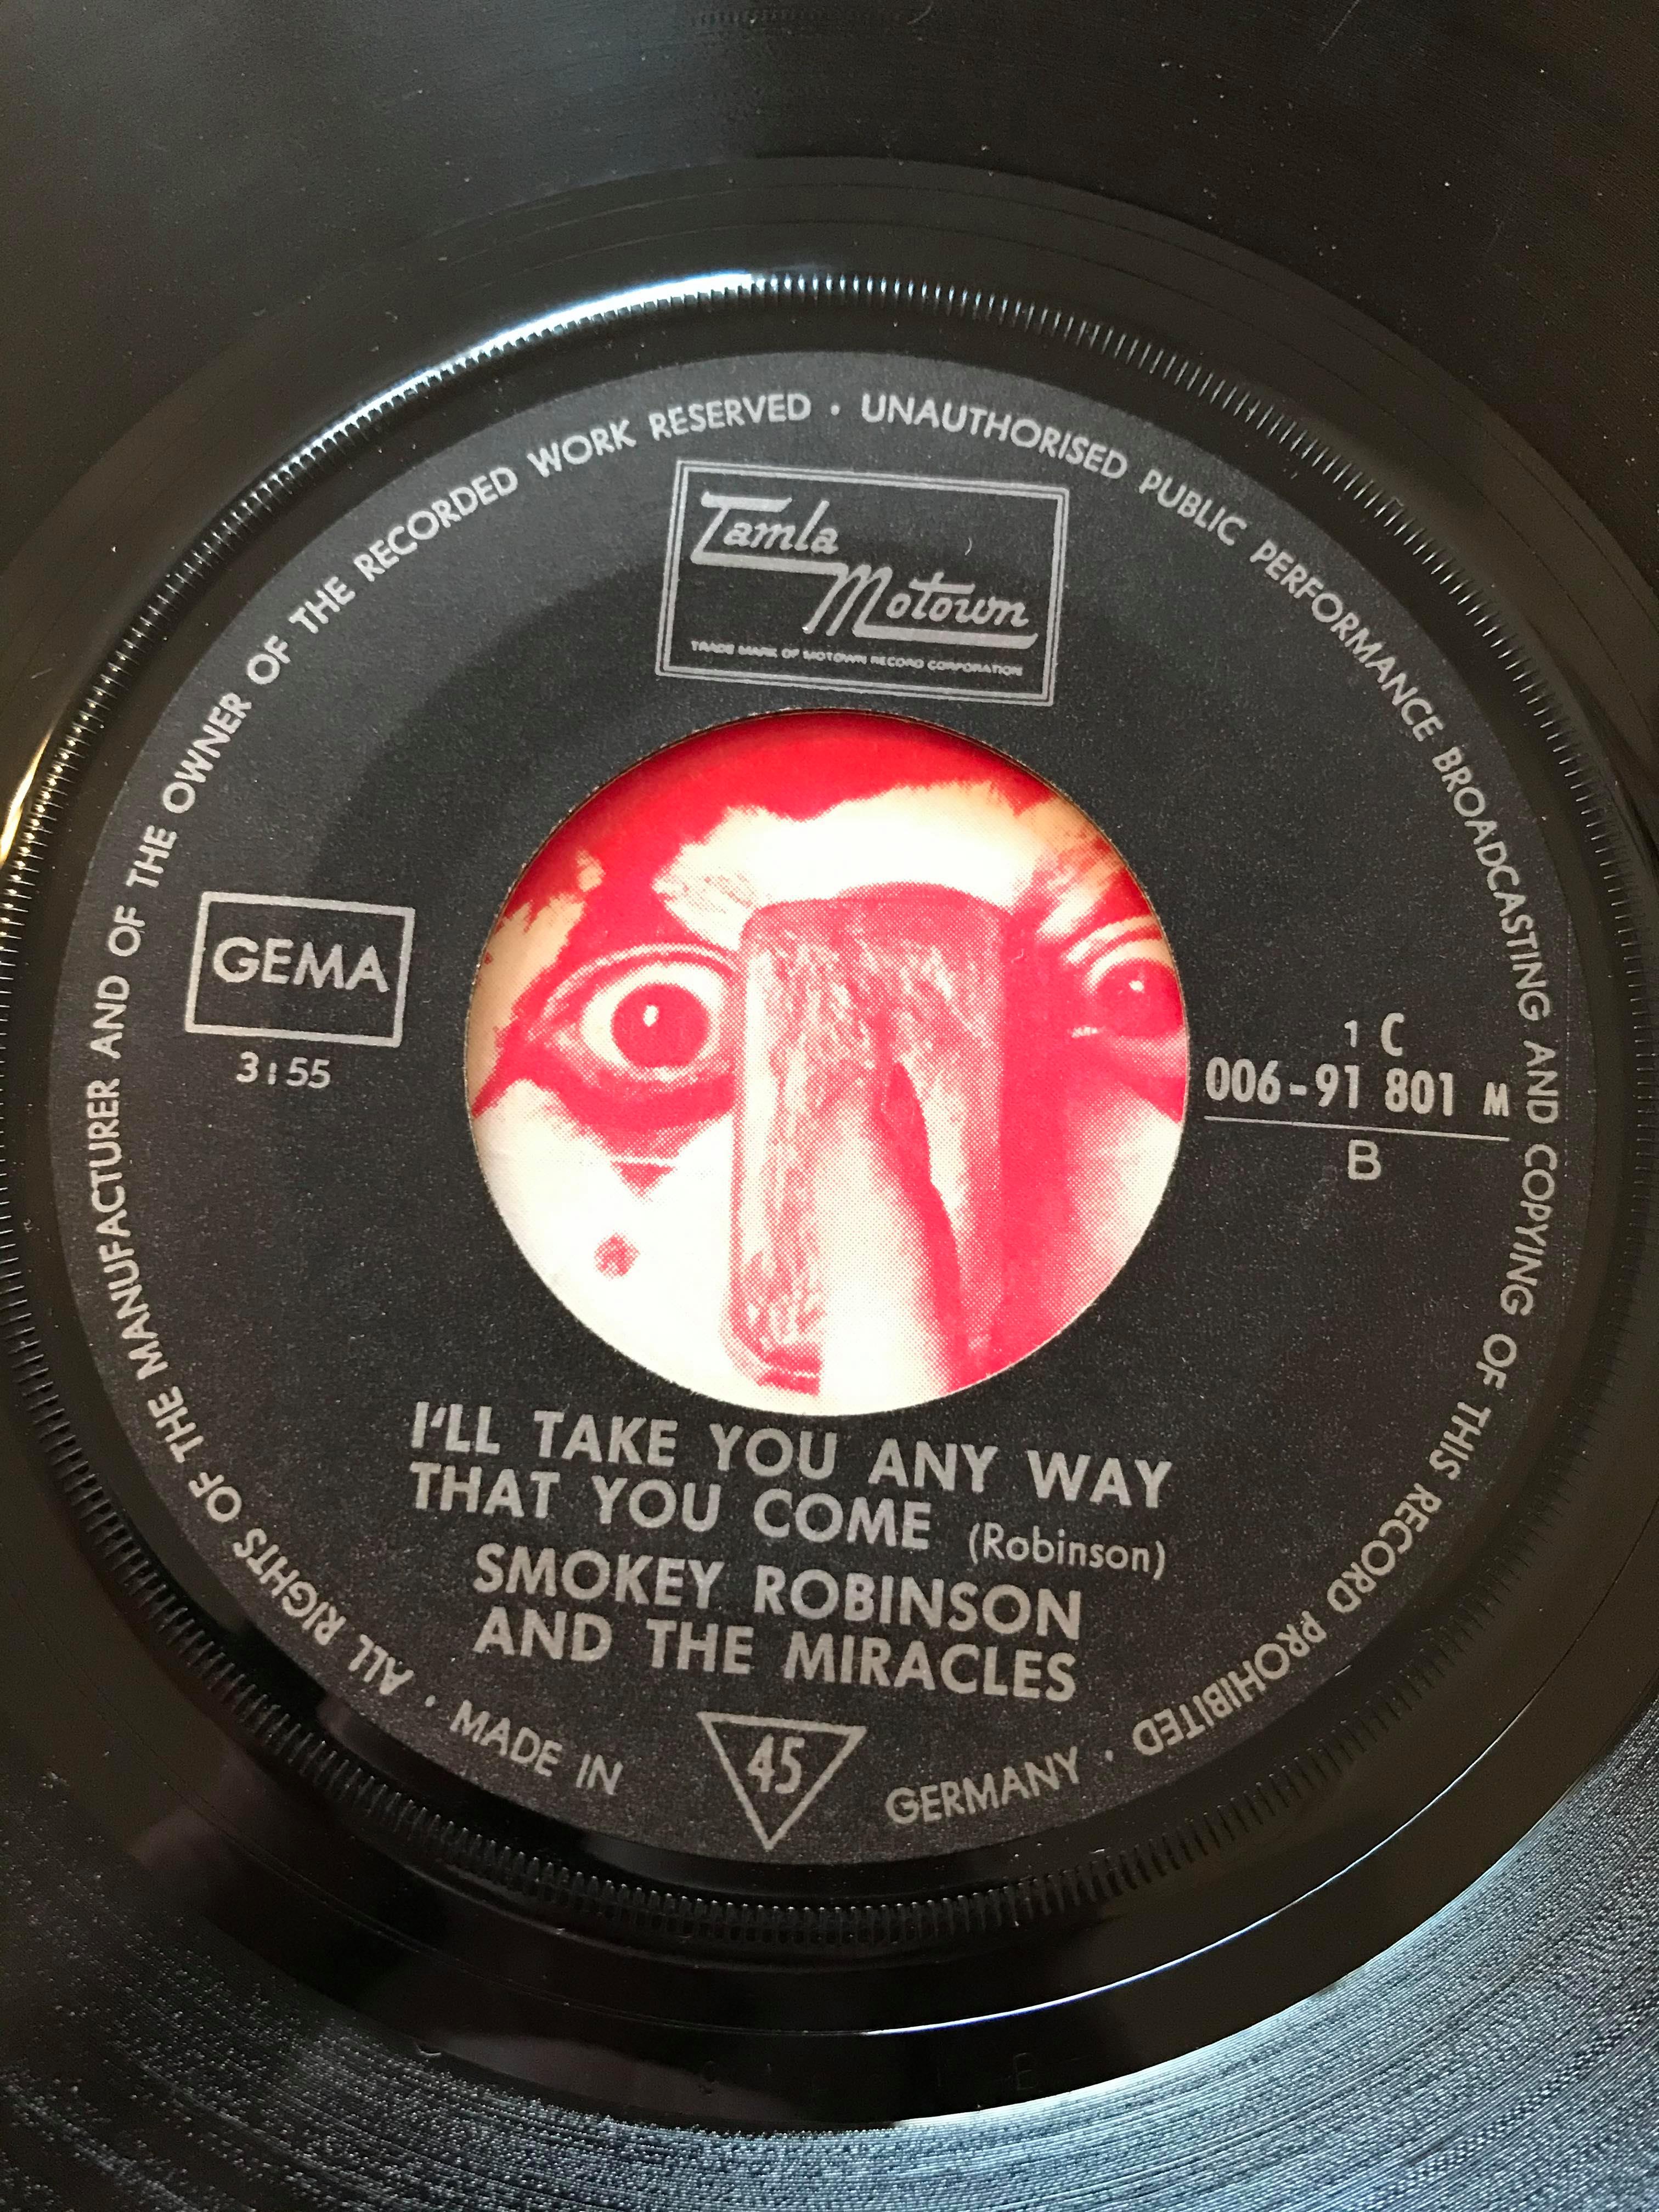 ALL RIGHTS OF THE MANUFACTURER AND OF THE OWNER OF THE RECORDED WORK RESERVED · UNAUTHORISED PUBLIC PERFORMANCE BROADCASTING AND COPYING OF THIS RECORD PROHIBITED ·
Tamla
Motown
TRADE MARK OF MOTOWN RECORD CORPORATION
GEMA
3:55
1 C
006-91 801 M
B
I'LL TAKE YOU ANY WAY
THAT YOU COME (Robinson)
SMOKEY ROBINSON
AND THE MIRACLES
MADE IN
45
GERMANY